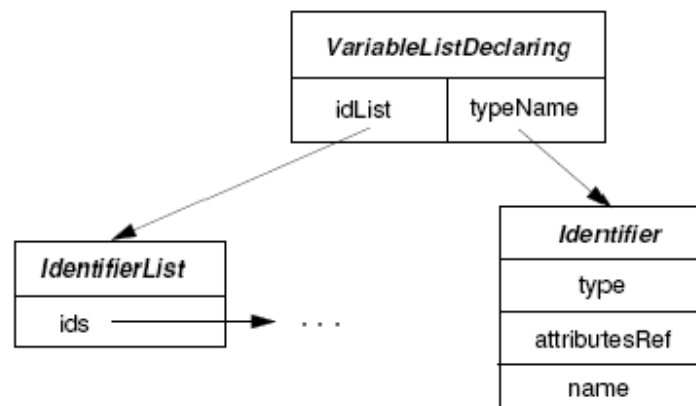 VariableListDeclaring
idList typeName
IdentifierList
ids ...
Identifier
type
attributesRef
name